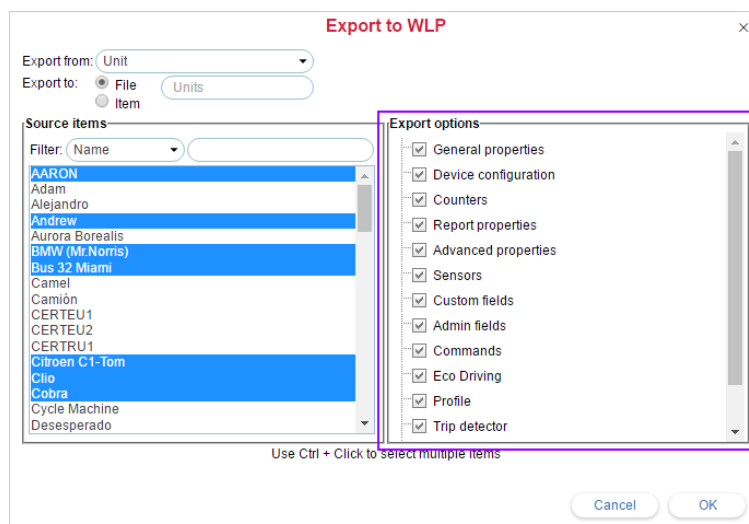 Export to WLP
Export from: Unit
Export to: File Units
Item
Source items
Filter: Name
AARON
Adam
Alejandro
Andrew
Aurora Borealis
BMW (Mr.Norris)
Bus 32 Miami
Camel
Camión
CERTEU1
CERTEU2
CERTRU1
Citroen C1-Tom
Clio
Cobra
Cycle Machine
Desesperado
Export options
General properties
Device configuration
Counters
Report properties
Advanced properties
Sensors
Custom fields
Admin fields
Commands
Eco Driving
Profile
Trip detector
Use Ctrl + Click to select multiple items
Cancel OK